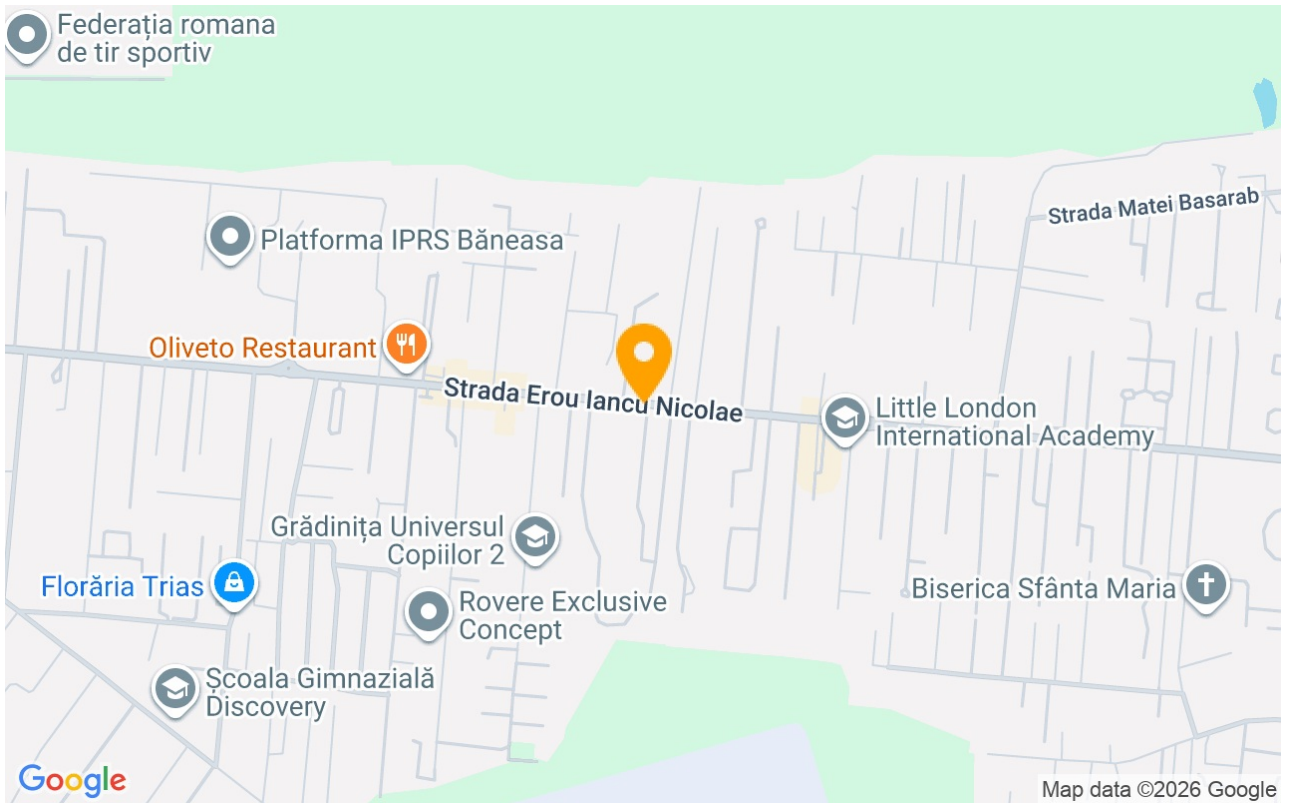 Federația romana
de tir sportiv
Strada Matei Basarab
Platforma IPRS Băneasa
Oliveto Restaurant
Strada Erou Iancu Nicolae
Little London
International Academy
Grădinița Universul
Copiilor 2
Florăria Trias
Biserica Sfânta Maria
Rovere Exclusive
Concept
Școala Gimnazială
Discovery
Google
Map data ©2026 Google